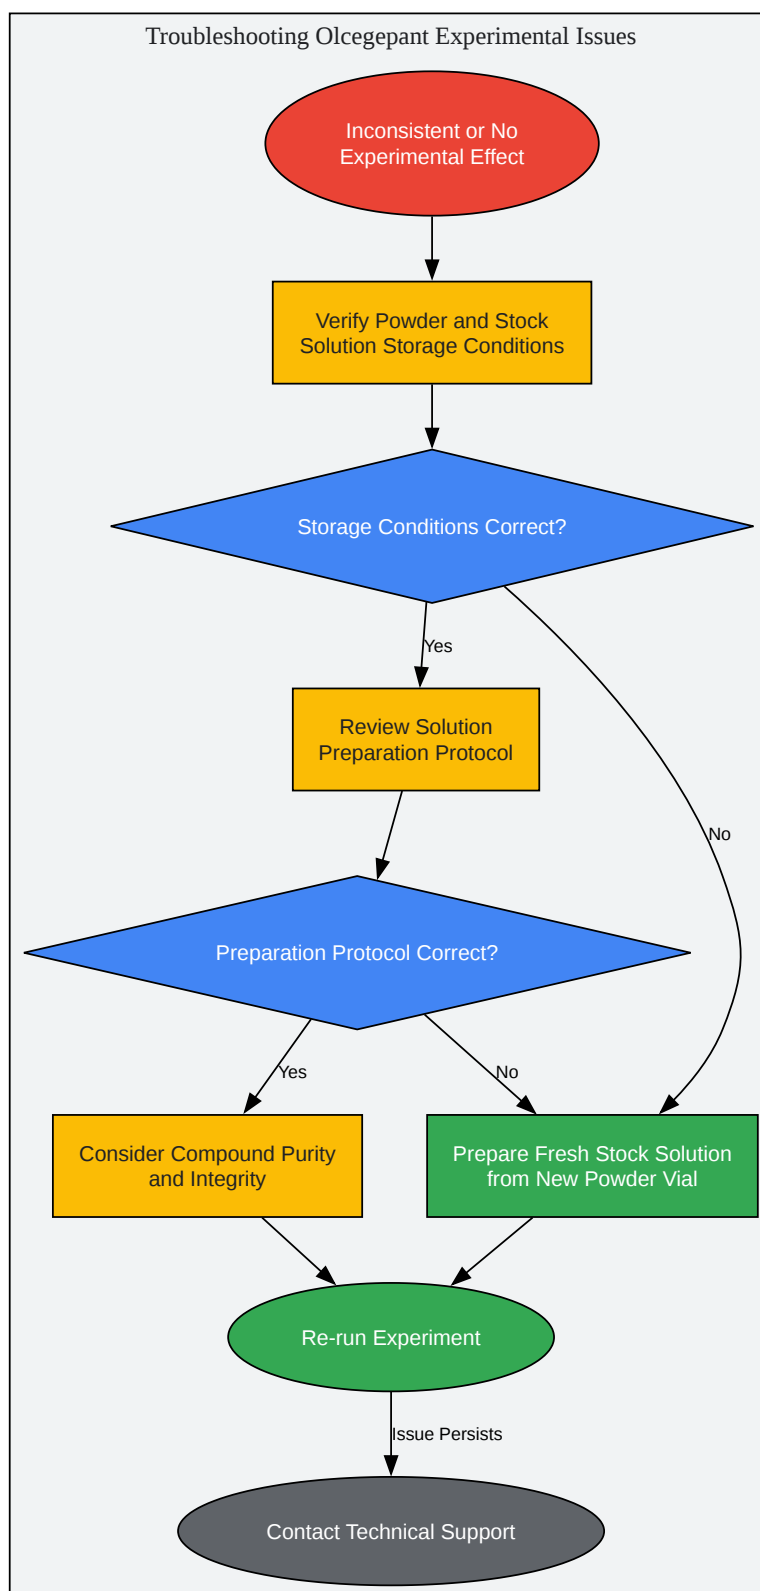 Troubleshooting Olcegepant Experimental Issues
Inconsistent or No
Experimental Effect
Verify Powder and Stock
Solution Storage Conditions
Storage Conditions Correct?
Yes
Review Solution
Preparation Protocol
No
Preparation Protocol Correct?
Yes
No
Consider Compound Purity
and Integrity
Prepare Fresh Stock Solution
from New Powder Vial
Re-run Experiment
Issue Persists
Contact Technical Support